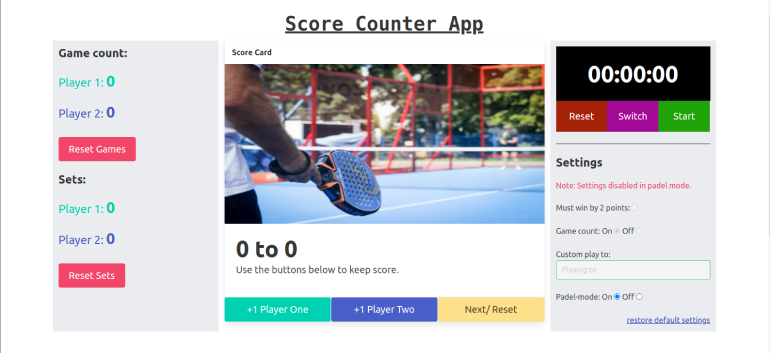 Score Counter App
Game count:
Player 1: 0
Player 2: 0
Reset Games
Sets:
Player 1: 0
Player 2: 0
Reset Sets
Score Card
0 to 0
Use the buttons below to keep score.
+1 Player One
+1 Player Two
Next/ Reset
00:00:00
Reset
Switch
Start
Settings
Note: Settings disabled in padel mode.
Must win by 2 points:
Game count: On Off
Custom play to:
Playing to
Padel-mode: On Off
restore default settings